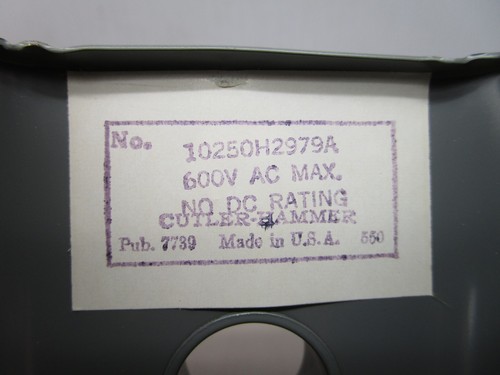 No. 10250H2979A
600V AC MAX.
NO DC RATING
CUTLER-HAMMER
Pub. 7739 Made in U.S.A. 550